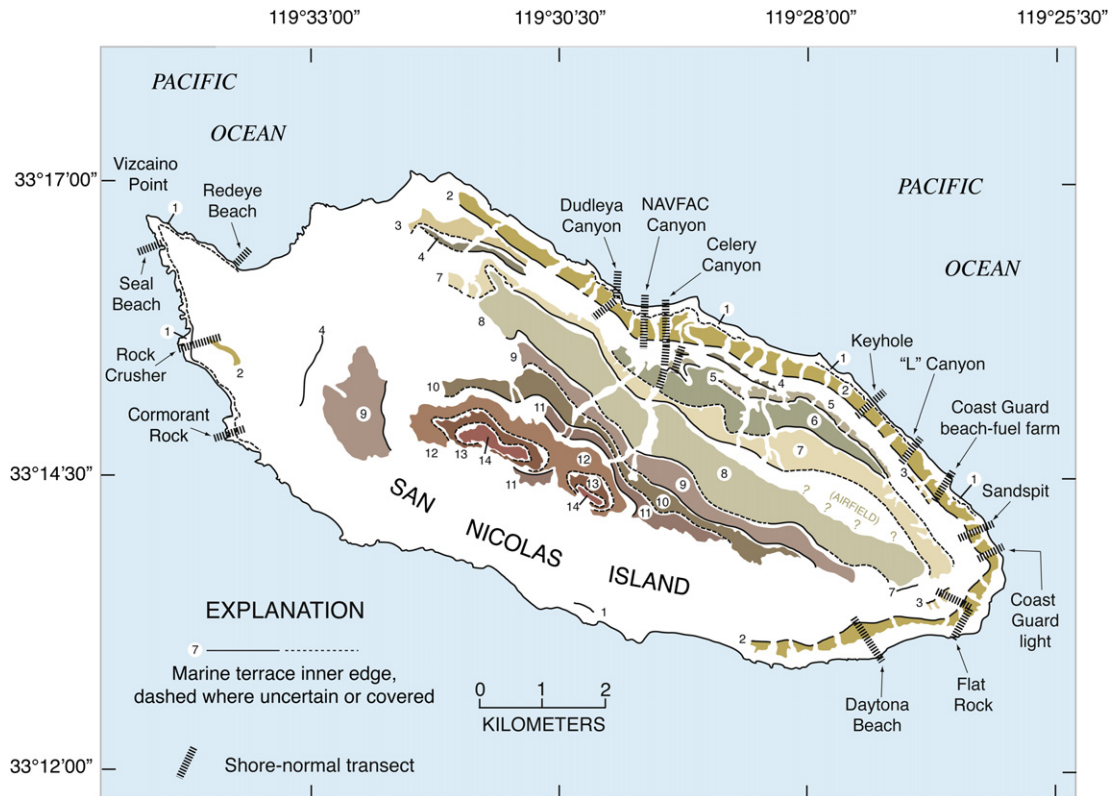 119°33'00"
119°30'30"
119°28'00"
119°25'30"
PACIFIC
OCEAN
33°17'00"
Vizcaino
Point
Redeye
Beach
1
2
3
4
7
Dudleya
Canyon
NAVFAC
Canyon
Celery
Canyon
PACIFIC
OCEAN
Seal
Beach
8
1
1
Rock
Crusher
2
4
9
9
10
11
5
4
5
2
6
7
Keyhole
"L" Canyon
Coast Guard
beach-fuel farm
Cormorant
Rock
33°14'30"
12
13
14
11
12
13
14
11
10
9
8
3
1
Sandspit
? (AIRFIELD)
? ? ?
SAN
NICOLAS
ISLAND
7
3
1
2
Coast
Guard
light
Flat
Rock
Daytona
Beach
EXPLANATION
7
Marine terrace inner edge,
dashed where uncertain or covered
0 1 2
KILOMETERS
Shore-normal transect
33°12'00"